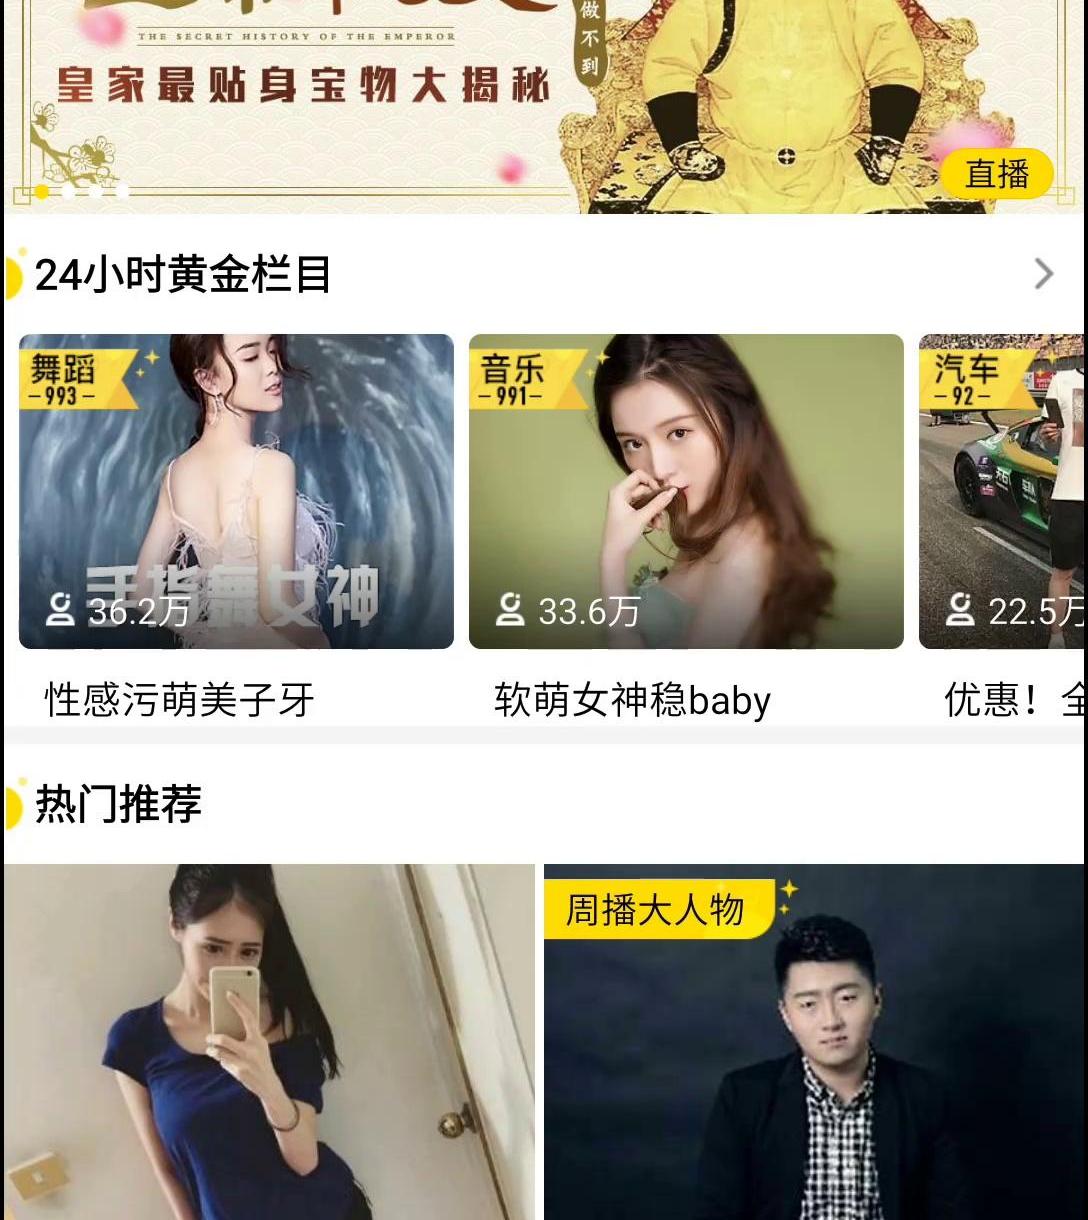 THE SECRET HISTORY OF THE EMPEROR
皇家最贴身宝物大揭秘
做不到
直播
24小时黄金栏目
舞蹈
-993-
手指舞女神
36.2万
性感污萌美子牙
音乐
-991-
33.6万
软萌女神稳baby
汽车
-92-
22.5万
优惠！全
热门推荐
周播大人物